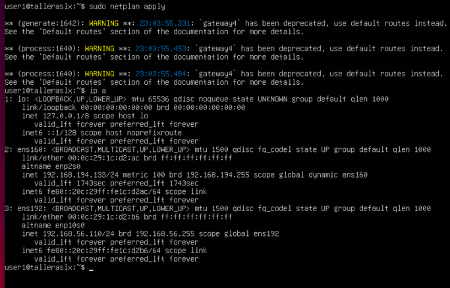 user1@talleraslx:~$ sudo netplan apply
** (generate:1642): WARNING **: 23:03:55.331: `gateway4` has been deprecated, use default routes instead.
See the 'Default routes' section of the documentation for more details.
** (process:1640): WARNING **: 23:03:55.453: `gateway4` has been deprecated, use default routes instead.
See the 'Default routes' section of the documentation for more details.
** (process:1640): WARNING **: 23:03:55.484: `gateway4` has been deprecated, use default routes instead.
See the 'Default routes' section of the documentation for more details.
user1@talleraslx:~$ ip a
1: lo: <LOOPBACK,UP,LOWER_UP> mtu 65536 qdisc noqueue state UNKNOWN group default qlen 1000
link/loopback 00:00:00:00:00:00 brd 00:00:00:00:00:00
inet 127.0.0.1/8 scope host lo
valid_lft forever preferred_lft forever
inet6 ::1/128 scope host noprefixroute
valid_lft forever preferred_lft forever
2: ens160: <BROADCAST,MULTICAST,UP,LOWER_UP> mtu 1500 qdisc fq_codel state UP group default qlen 1000
link/ether 00:0c:29:1c:d2:ac brd ff:ff:ff:ff:ff:ff
altname enp2s0
inet 192.168.194.133/24 metric 100 brd 192.168.194.255 scope global dynamic ens160
valid_lft 1743sec preferred_lft 1743sec
inet6 fe80::20c:29ff:fe1c:d2ac/64 scope link
valid_lft forever preferred_lft forever
3: ens192: <BROADCAST,MULTICAST,UP,LOWER_UP> mtu 1500 qdisc fq_codel state UP group default qlen 1000
link/ether 00:0c:29:1c:d2:b6 brd ff:ff:ff:ff:ff:ff
altname enp10s0
inet 192.168.56.110/24 brd 192.168.56.255 scope global ens192
valid_lft forever preferred_lft forever
inet6 fe80::20c:29ff:fe1c:d2b6/64 scope link
valid_lft forever preferred_lft forever
user1@talleraslx:~$ _